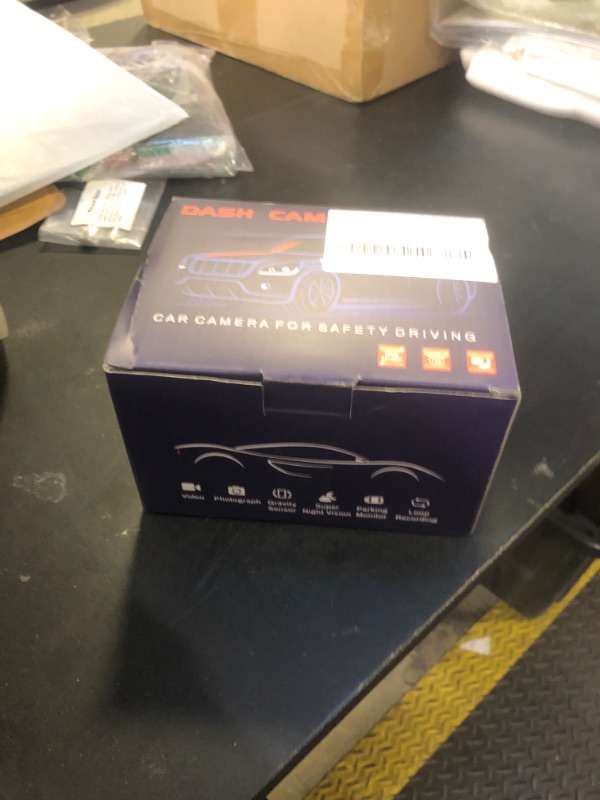 DASH CAM
CAR CAMERA FOR SAFETY DRIVING
Video
Photograph
Gravity
Sensor
Super
Night Vision
Parking
Monitor
Loop
Recording